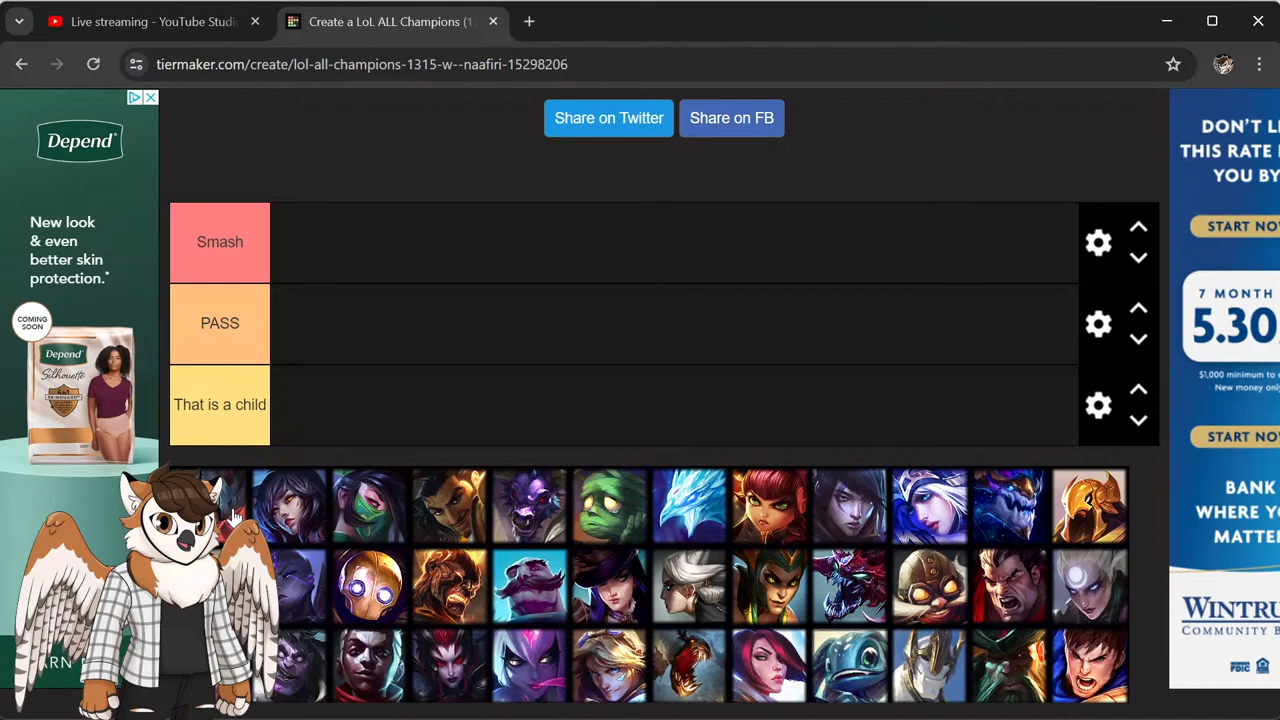 Live streaming - YouTube Studi
Create a LoL ALL Champions (1
tiermaker.com/create/lol-all-champions-1315-w--naafiri-15298206
Share on Twitter
Share on FB
Depend
New look
& even
better skin
protection.*
COMING
SOON
Depend
Silhouette
Smash
PASS
That is a child
DON'T L
THIS RATE
YOU BY
START NO
7 MONTH
5.30
$1,000 minimum to
New money onl
START NO
BANK
WHERE YO
MATTE
WINTRU
COMMUNITY B
FDIC